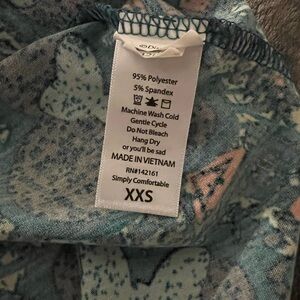 95% Polyester
5% Spandex
Machine Wash Cold
Gentle Cycle
Do Not Bleach
Hang Dry
or you'll be sad
MADE IN VIETNAM
RN#142161
Simply Comfortable
XXS